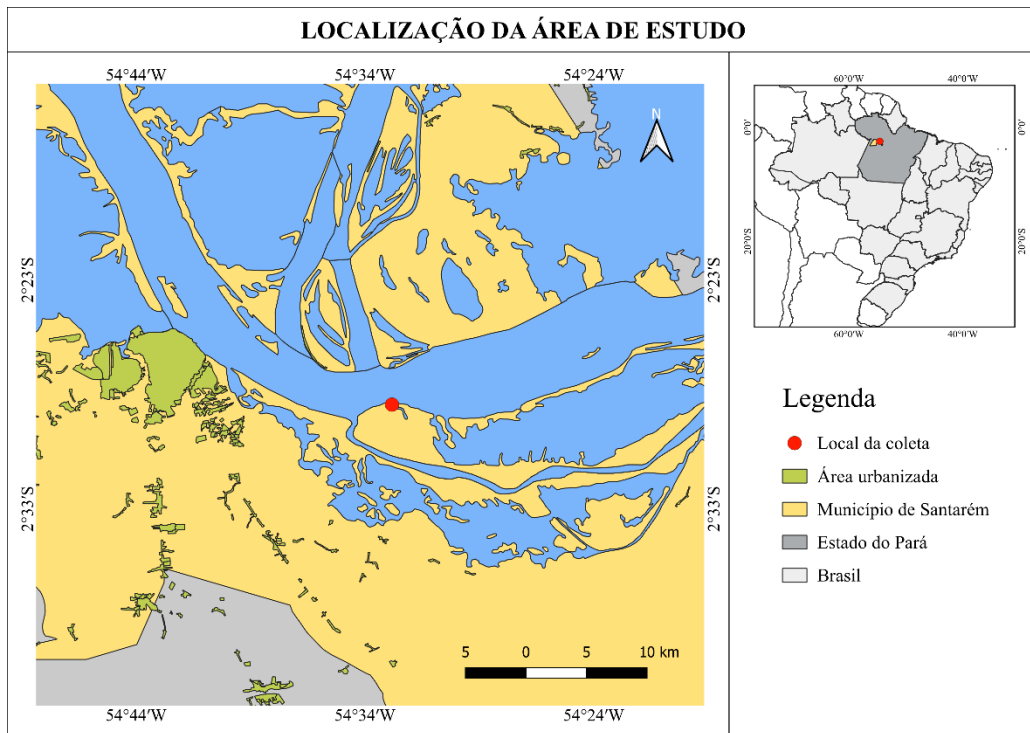 LOCALIZAÇÃO DA ÁREA DE ESTUDO
54°44'W 54°34'W 54°24'W
N
2°23'S 2°23'S
2°33'S 2°33'S
5 0 5 10 km
54°44'W 54°34'W 54°24'W
60°0'W 40°0'W
0°0' 0°0'
20°0'S 20°0'S
60°0'W 40°0'W
Legenda
Local da coleta
Área urbanizada
Município de Santarém
Estado do Pará
Brasil